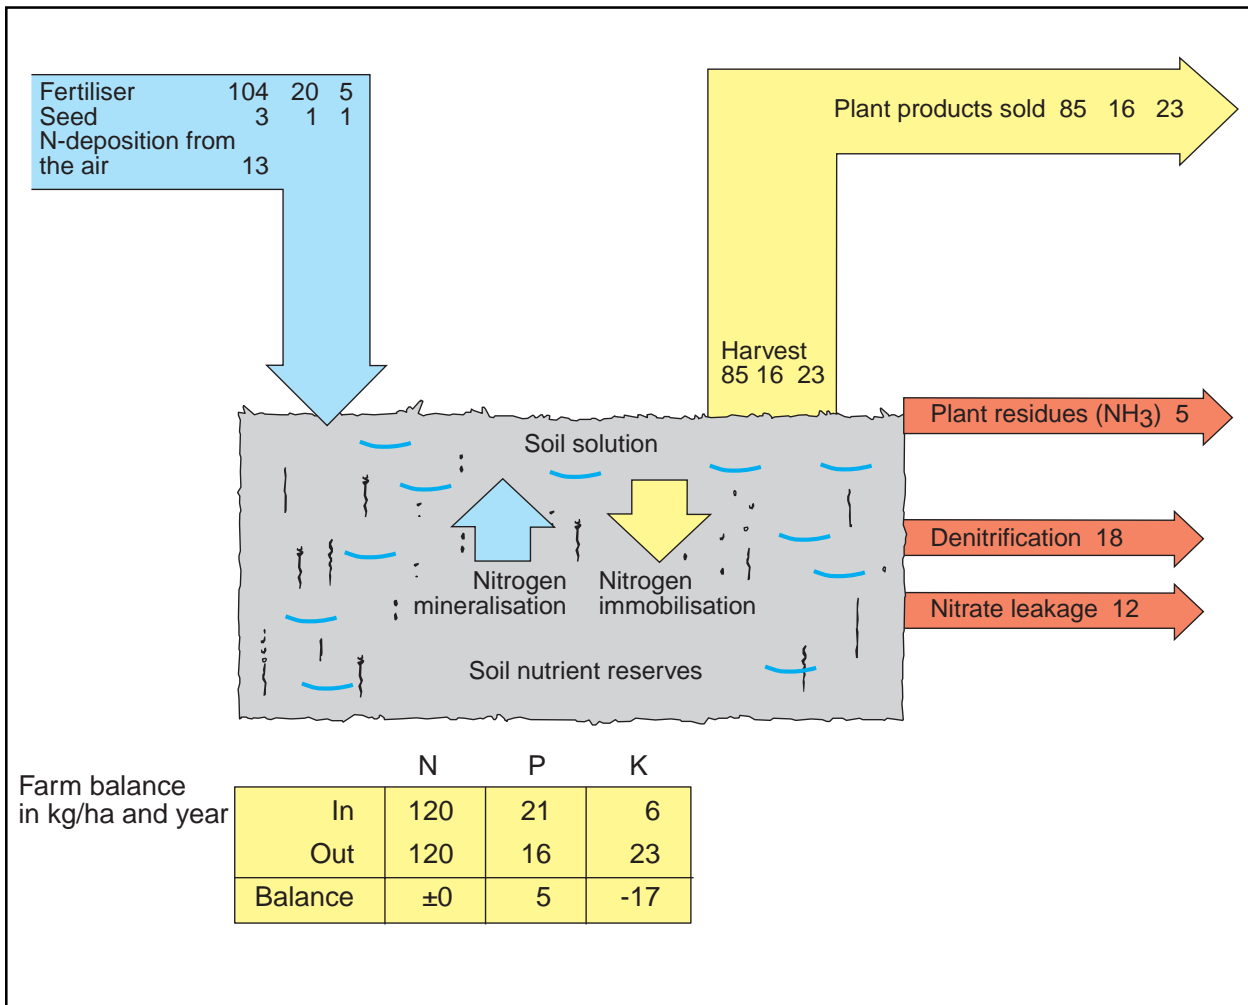 Fertiliser 104 20 5
Seed 3 1 1
N-deposition from
the air 13
Plant products sold 85 16 23
Harvest
85 16 23
Plant residues (NH3) 5
Soil solution
Denitrification 18
Nitrogen
mineralisation
Nitrogen
immobilisation
Nitrate leakage 12
Soil nutrient reserves
Farm balance
in kg/ha and year
N P K
In 120 21 6
Out 120 16 23
Balance ±0 5 -17